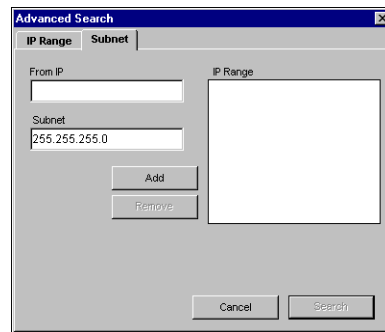 Advanced Search
IP Range Subnet
From IP
IP Range
Subnet
255.255.255.0
Add
Remove
Cancel Search